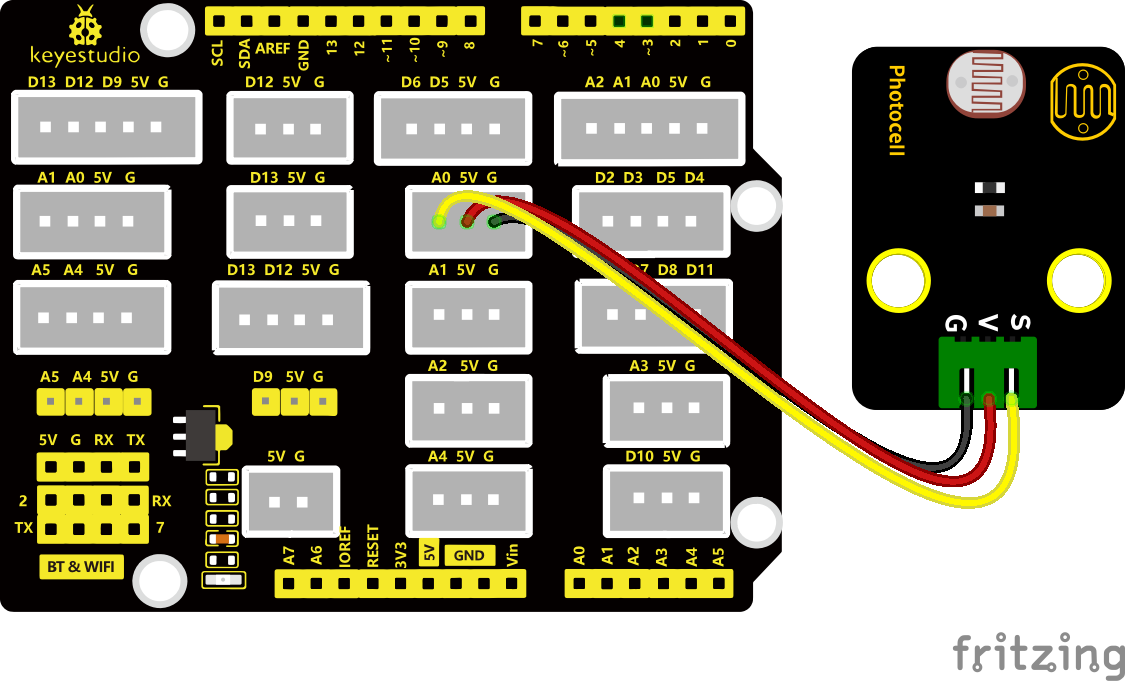 SCL SDA AREF GND 13 12 ~11 ~10 ~9 8 7 ~6 ~5 4 ~3 2 1 0
keyestudio
D13 D12 D9 5V G
D12 5V G
D6 D5 5V G
A2 A1 A0 5V G
A1 A0 5V G
D13 5V G
A0 5V G
D2 D3 D5 D4
A5 A4 5V G
D13 D12 5V G
A1 5V G
D8 D11
A5 A4 5V G
D9 5V G
A2 5V G
A3 5V G
5V G RX TX
5V G
A4 5V G
D10 5V G
2 RX
TX 7
BT & WIFI
A7 A6 IOREF RESET 3V3 5V GND Vin A0 A1 A2 A3 A4 A5
Photocell
G V S
fritzing